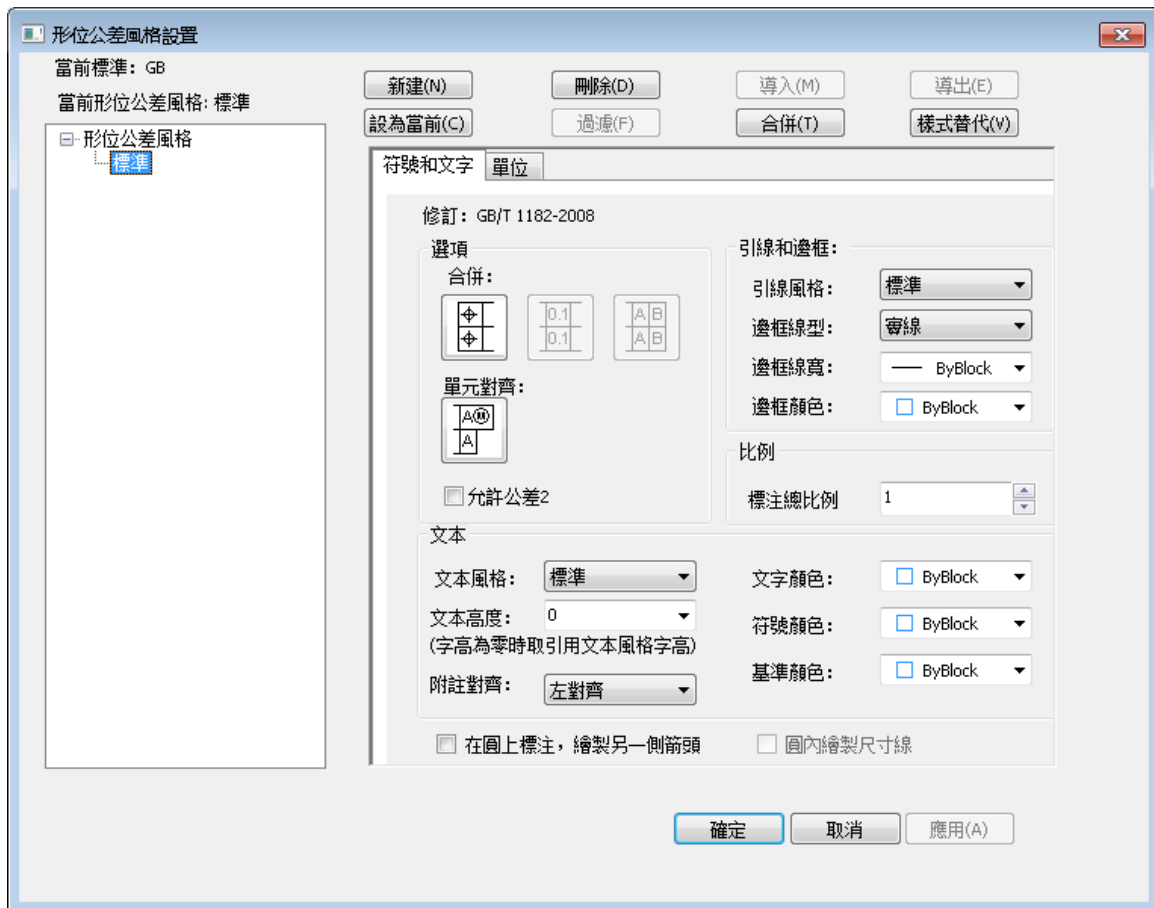 形位公差風格設置
當前標準：GB
當前形位公差風格：標準
新建(N)
刪除(D)
導入(M)
導出(E)
設為當前(C)
過濾(F)
合併(T)
樣式替代(V)
形位公差風格
標準
符號和文字
單位
修訂：GB/T 1182-2008
選項
合併：
0.1
0.1
A B
A B
單元對齊：
AⓂ
A
允許公差2
引線和邊框：
引線風格：
標準
邊框線型：
實線
邊框線寬：
ByBlock
邊框顏色：
ByBlock
比例
標注總比例
1
文本
文本風格：
標準
文本高度：
0
(字高為零時取引用文本風格字高)
附註對齊：
左對齊
文字顏色：
ByBlock
符號顏色：
ByBlock
基準顏色：
ByBlock
在圓上標注，繪製另一側箭頭
圓內繪製尺寸線
確定
取消
應用(A)